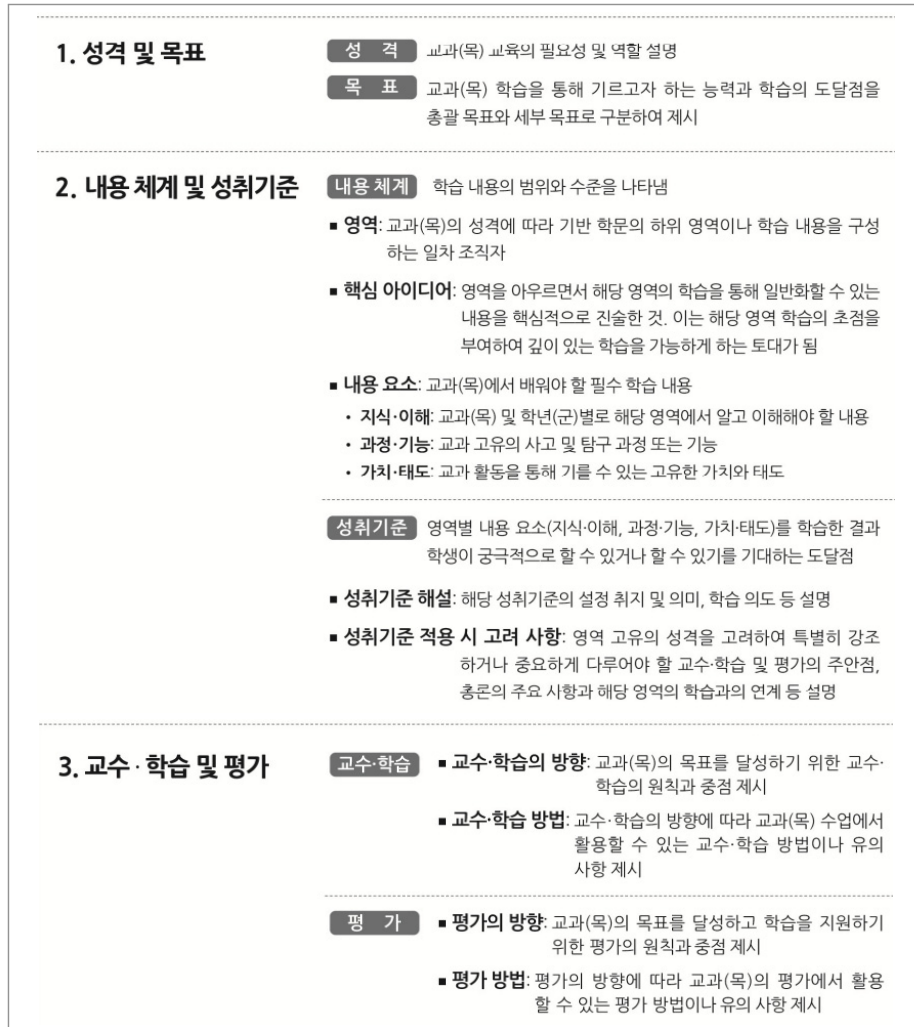 1. 성격 및 목표
성 격 교과(목) 교육의 필요성 및 역할 설명
목 표 교과(목) 학습을 통해 기르고자 하는 능력과 학습의 도달점을
총괄 목표와 세부 목표로 구분하여 제시
2. 내용 체계 및 성취기준
내용 체계 학습 내용의 범위와 수준을 나타냄
▪ 영역: 교과(목)의 성격에 따라 기반 학문의 하위 영역이나 학습 내용을 구성
하는 일차 조직자
▪ 핵심 아이디어: 영역을 아우르면서 해당 영역의 학습을 통해 일반화할 수 있는
내용을 핵심적으로 진술한 것. 이는 해당 영역 학습의 초점을
부여하여 깊이 있는 학습을 가능하게 하는 토대가 됨
▪ 내용 요소: 교과(목)에서 배워야 할 필수 학습 내용
• 지식·이해: 교과(목) 및 학년(군)별로 해당 영역에서 알고 이해해야 할 내용
• 과정·기능: 교과 고유의 사고 및 탐구 과정 또는 기능
• 가치·태도: 교과 활동을 통해 기를 수 있는 고유한 가치와 태도
성취기준 영역별 내용 요소(지식·이해, 과정·기능, 가치·태도)를 학습한 결과
학생이 궁극적으로 할 수 있거나 할 수 있기를 기대하는 도달점
▪ 성취기준 해설: 해당 성취기준의 설정 취지 및 의미, 학습 의도 등 설명
▪ 성취기준 적용 시 고려 사항: 영역 고유의 성격을 고려하여 특별히 강조
하거나 중요하게 다루어야 할 교수·학습 및 평가의 주안점,
총론의 주요 사항과 해당 영역의 학습과의 연계 등 설명
3. 교수·학습 및 평가
교수·학습 ▪ 교수·학습의 방향: 교과(목)의 목표를 달성하기 위한 교수·
학습의 원칙과 중점 제시
▪ 교수·학습 방법: 교수·학습의 방향에 따라 교과(목) 수업에서
활용할 수 있는 교수·학습 방법이나 유의
사항 제시
평 가 ▪ 평가의 방향: 교과(목)의 목표를 달성하고 학습을 지원하기
위한 평가의 원칙과 중점 제시
▪ 평가 방법: 평가의 방향에 따라 교과(목)의 평가에서 활용
할 수 있는 평가 방법이나 유의 사항 제시